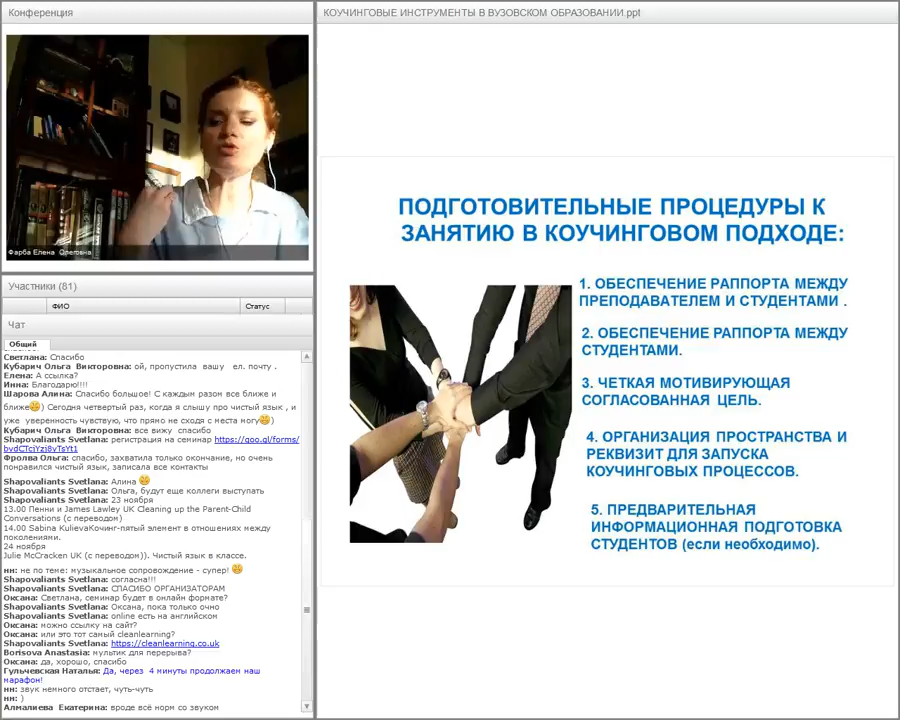 Конференция
Фарба Елена Олеговна
Участники (81)
ФИО
Статус
Чат
Общий
Светлана: Спасибо
Кубарич Ольга Викторовна: ой, пропустила вашу ел. почту .
Елена: А ссылка?
Инна: Благодарю!!!!
Шарова Алина: Спасибо большое! С каждым разом все ближе и
ближе ) Сегодня четвертый раз, когда я слышу про чистый язык , и
уже уверенность чувствую, что прямо не сходя с места могу )
Кубарич Ольга Викторовна: все вижу спасибо
Shapovaliants Svetlana: регистрация на семинар https://goo.gl/forms/
bvdCTcjYzj8vTsYt1
Фролва Ольга: спасибо, захватила только окончание, но очень
понравился чистый язык, записала все контакты
Shapovaliants Svetlana: Алина
Shapovaliants Svetlana: Ольга, будут еще коллеги выступать
Shapovaliants Svetlana: 23 ноября
13.00 Пенни и James Lawley UK Cleaning up the Parent-Child
Conversations (с переводом)
14.00 Sabina KulievaКочинг-пятый элемент в отношениях между
поколениями.
24 ноября
Julie McCracken UK (с переводом)). Чистый язык в классе.
нн: не по теме: музыкальное сопровождение - супер!
Shapovaliants Svetlana: согласна!!!
Shapovaliants Svetlana: СПАСИБО ОРГАНИЗАТОРАМ
Оксана: Светлана, семинар будет в онлайн формате?
Shapovaliants Svetlana: Оксана, пока только очно
Shapovaliants Svetlana: online есть на английском
Оксана: можно ссылку на сайт?
Оксана: или это тот самый cleanlearning?
Shapovaliants Svetlana: https://cleanlearning.co.uk
Borisova Anastasia: мультик для перерыва?
Оксана: да, хорошо, спасибо
Гульчевская Наталья: Да, через 4 минуты продолжаем наш
марафон!
нн: звук немного отстает, чуть-чуть
нн: )
Алмалиева Екатерина: вроде всё норм со звуком
КОУЧИНГОВЫЕ ИНСТРУМЕНТЫ В ВУЗОВСКОМ ОБРАЗОВАНИИ.ppt
ПОДГОТОВИТЕЛЬНЫЕ ПРОЦЕДУРЫ К
ЗАНЯТИЮ В КОУЧИНГОВОМ ПОДХОДЕ:
1. ОБЕСПЕЧЕНИЕ РАППОРТА МЕЖДУ
ПРЕПОДАВАТЕЛЕМ И СТУДЕНТАМИ .
2. ОБЕСПЕЧЕНИЕ РАППОРТА МЕЖДУ
СТУДЕНТАМИ.
3. ЧЕТКАЯ МОТИВИРУЮЩАЯ
СОГЛАСОВАННАЯ ЦЕЛЬ.
4. ОРГАНИЗАЦИЯ ПРОСТРАНСТВА И
РЕКВИЗИТ ДЛЯ ЗАПУСКА
КОУЧИНГОВЫХ ПРОЦЕССОВ.
5. ПРЕДВАРИТЕЛЬНАЯ
ИНФОРМАЦИОННАЯ ПОДГОТОВКА
СТУДЕНТОВ (если необходимо).